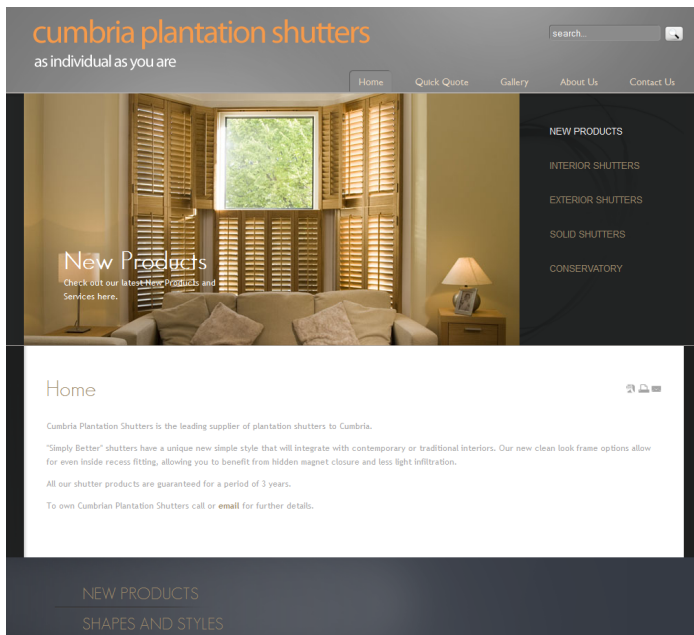 cumbria plantation shutters
as individual as you are
search...
Home Quick Quote Gallery About Us Contact Us
New Products
Check out our latest New Products and
Services here.
NEW PRODUCTS
INTERIOR SHUTTERS
EXTERIOR SHUTTERS
SOLID SHUTTERS
CONSERVATORY
Home
Cumbria Plantation Shutters is the leading supplier of plantation shutters to Cumbria.
"Simply Better" shutters have a unique new simple style that will integrate with contemporary or traditional interiors. Our new clean look frame options allow
for even inside recess fitting, allowing you to benefit from hidden magnet closure and less light infiltration.
All our shutter products are guaranteed for a period of 3 years.
To own Cumbrian Plantation Shutters call or email for further details.
NEW PRODUCTS
SHAPES AND STYLES